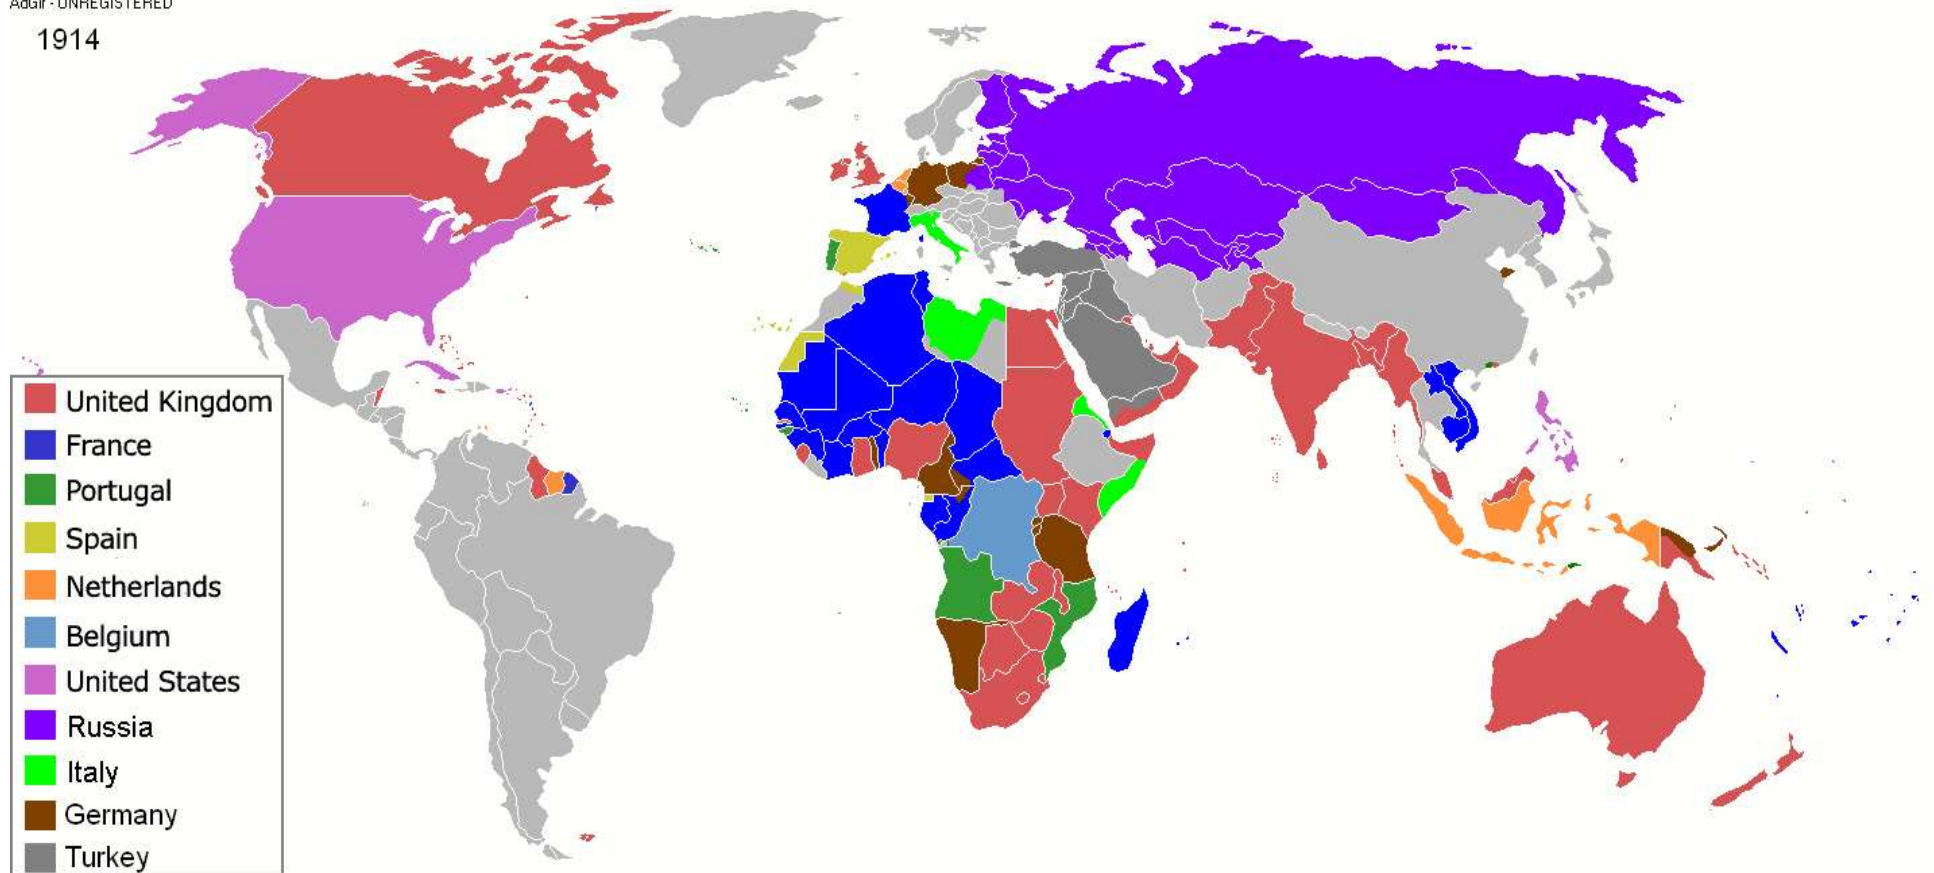 AdGif - UNREGISTERED
1914
United Kingdom
France
Portugal
Spain
Netherlands
Belgium
United States
Russia
Italy
Germany
Turkey